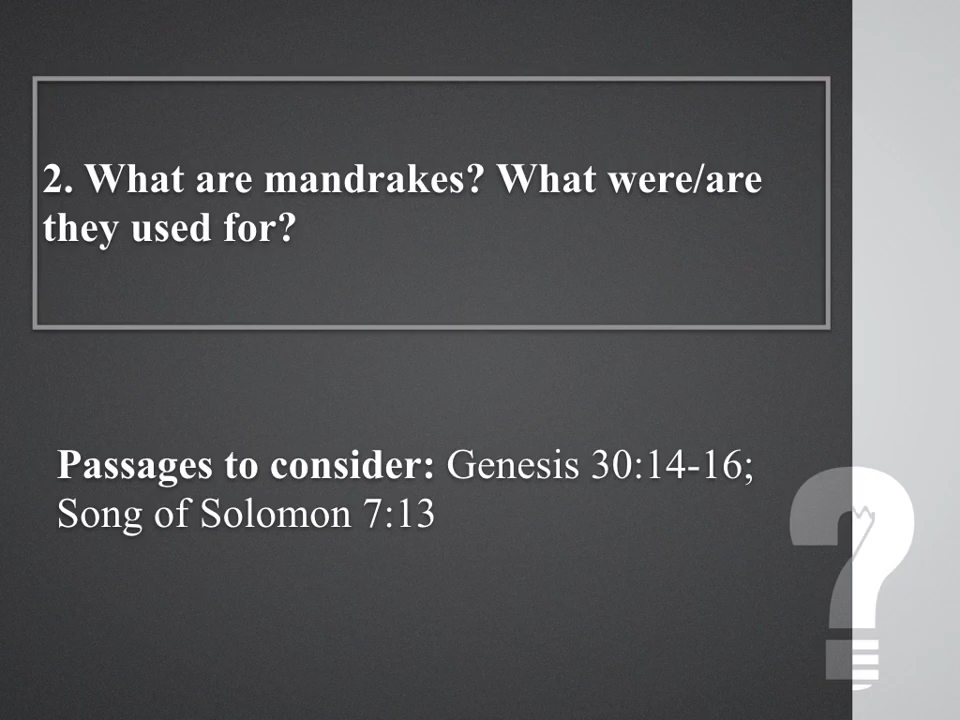 2. What are mandrakes? What were/are
they used for?
Passages to consider: Genesis 30:14-16;
Song of Solomon 7:13